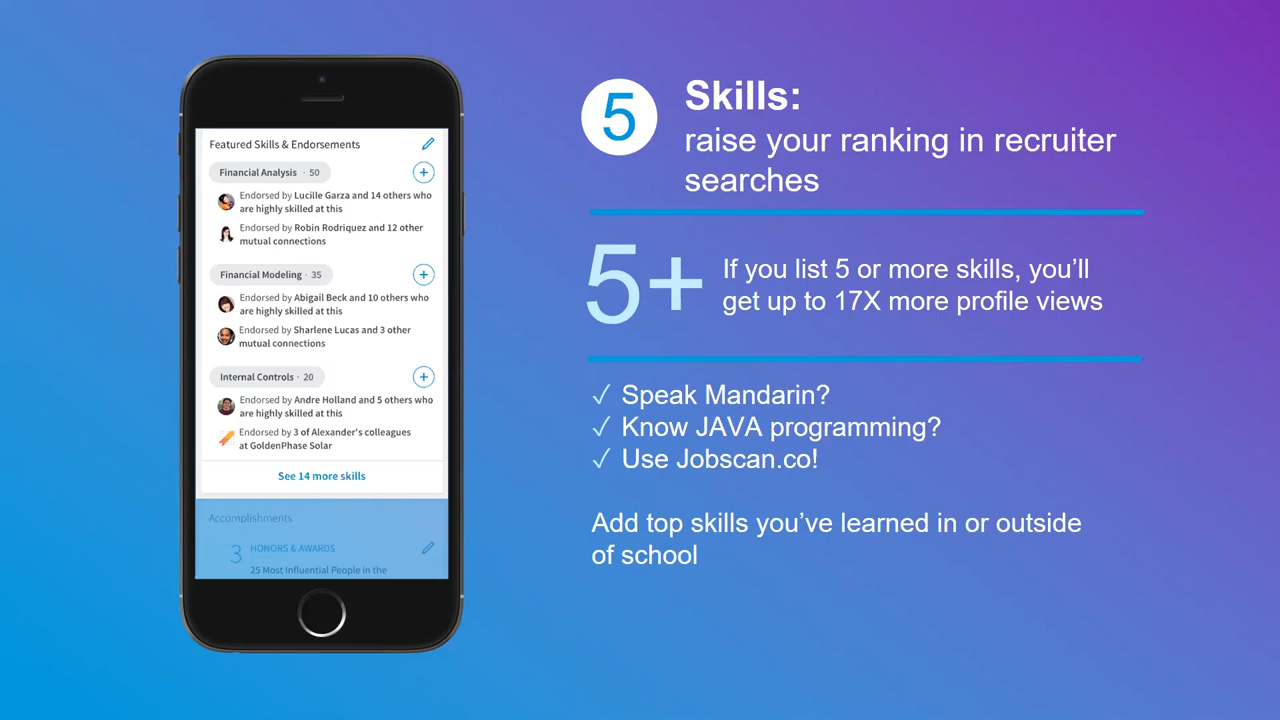 Featured Skills & Endorsements
Financial Analysis · 50
Endorsed by Lucille Garza and 14 others who
are highly skilled at this
Endorsed by Robin Rodriquez and 12 other
mutual connections
Financial Modeling · 35
Endorsed by Abigail Beck and 10 others who
are highly skilled at this
Endorsed by Sharlene Lucas and 3 other
mutual connections
Internal Controls · 20
Endorsed by Andre Holland and 5 others who
are highly skilled at this
Endorsed by 3 of Alexander's colleagues
at GoldenPhase Solar
See 14 more skills
Accomplishments
3 HONORS & AWARDS
25 Most Influential People in the
5 Skills:
raise your ranking in recruiter
searches
5+
If you list 5 or more skills, you’ll
get up to 17X more profile views
✓ Speak Mandarin?
✓ Know JAVA programming?
✓ Use Jobscan.co!
Add top skills you’ve learned in or outside
of school